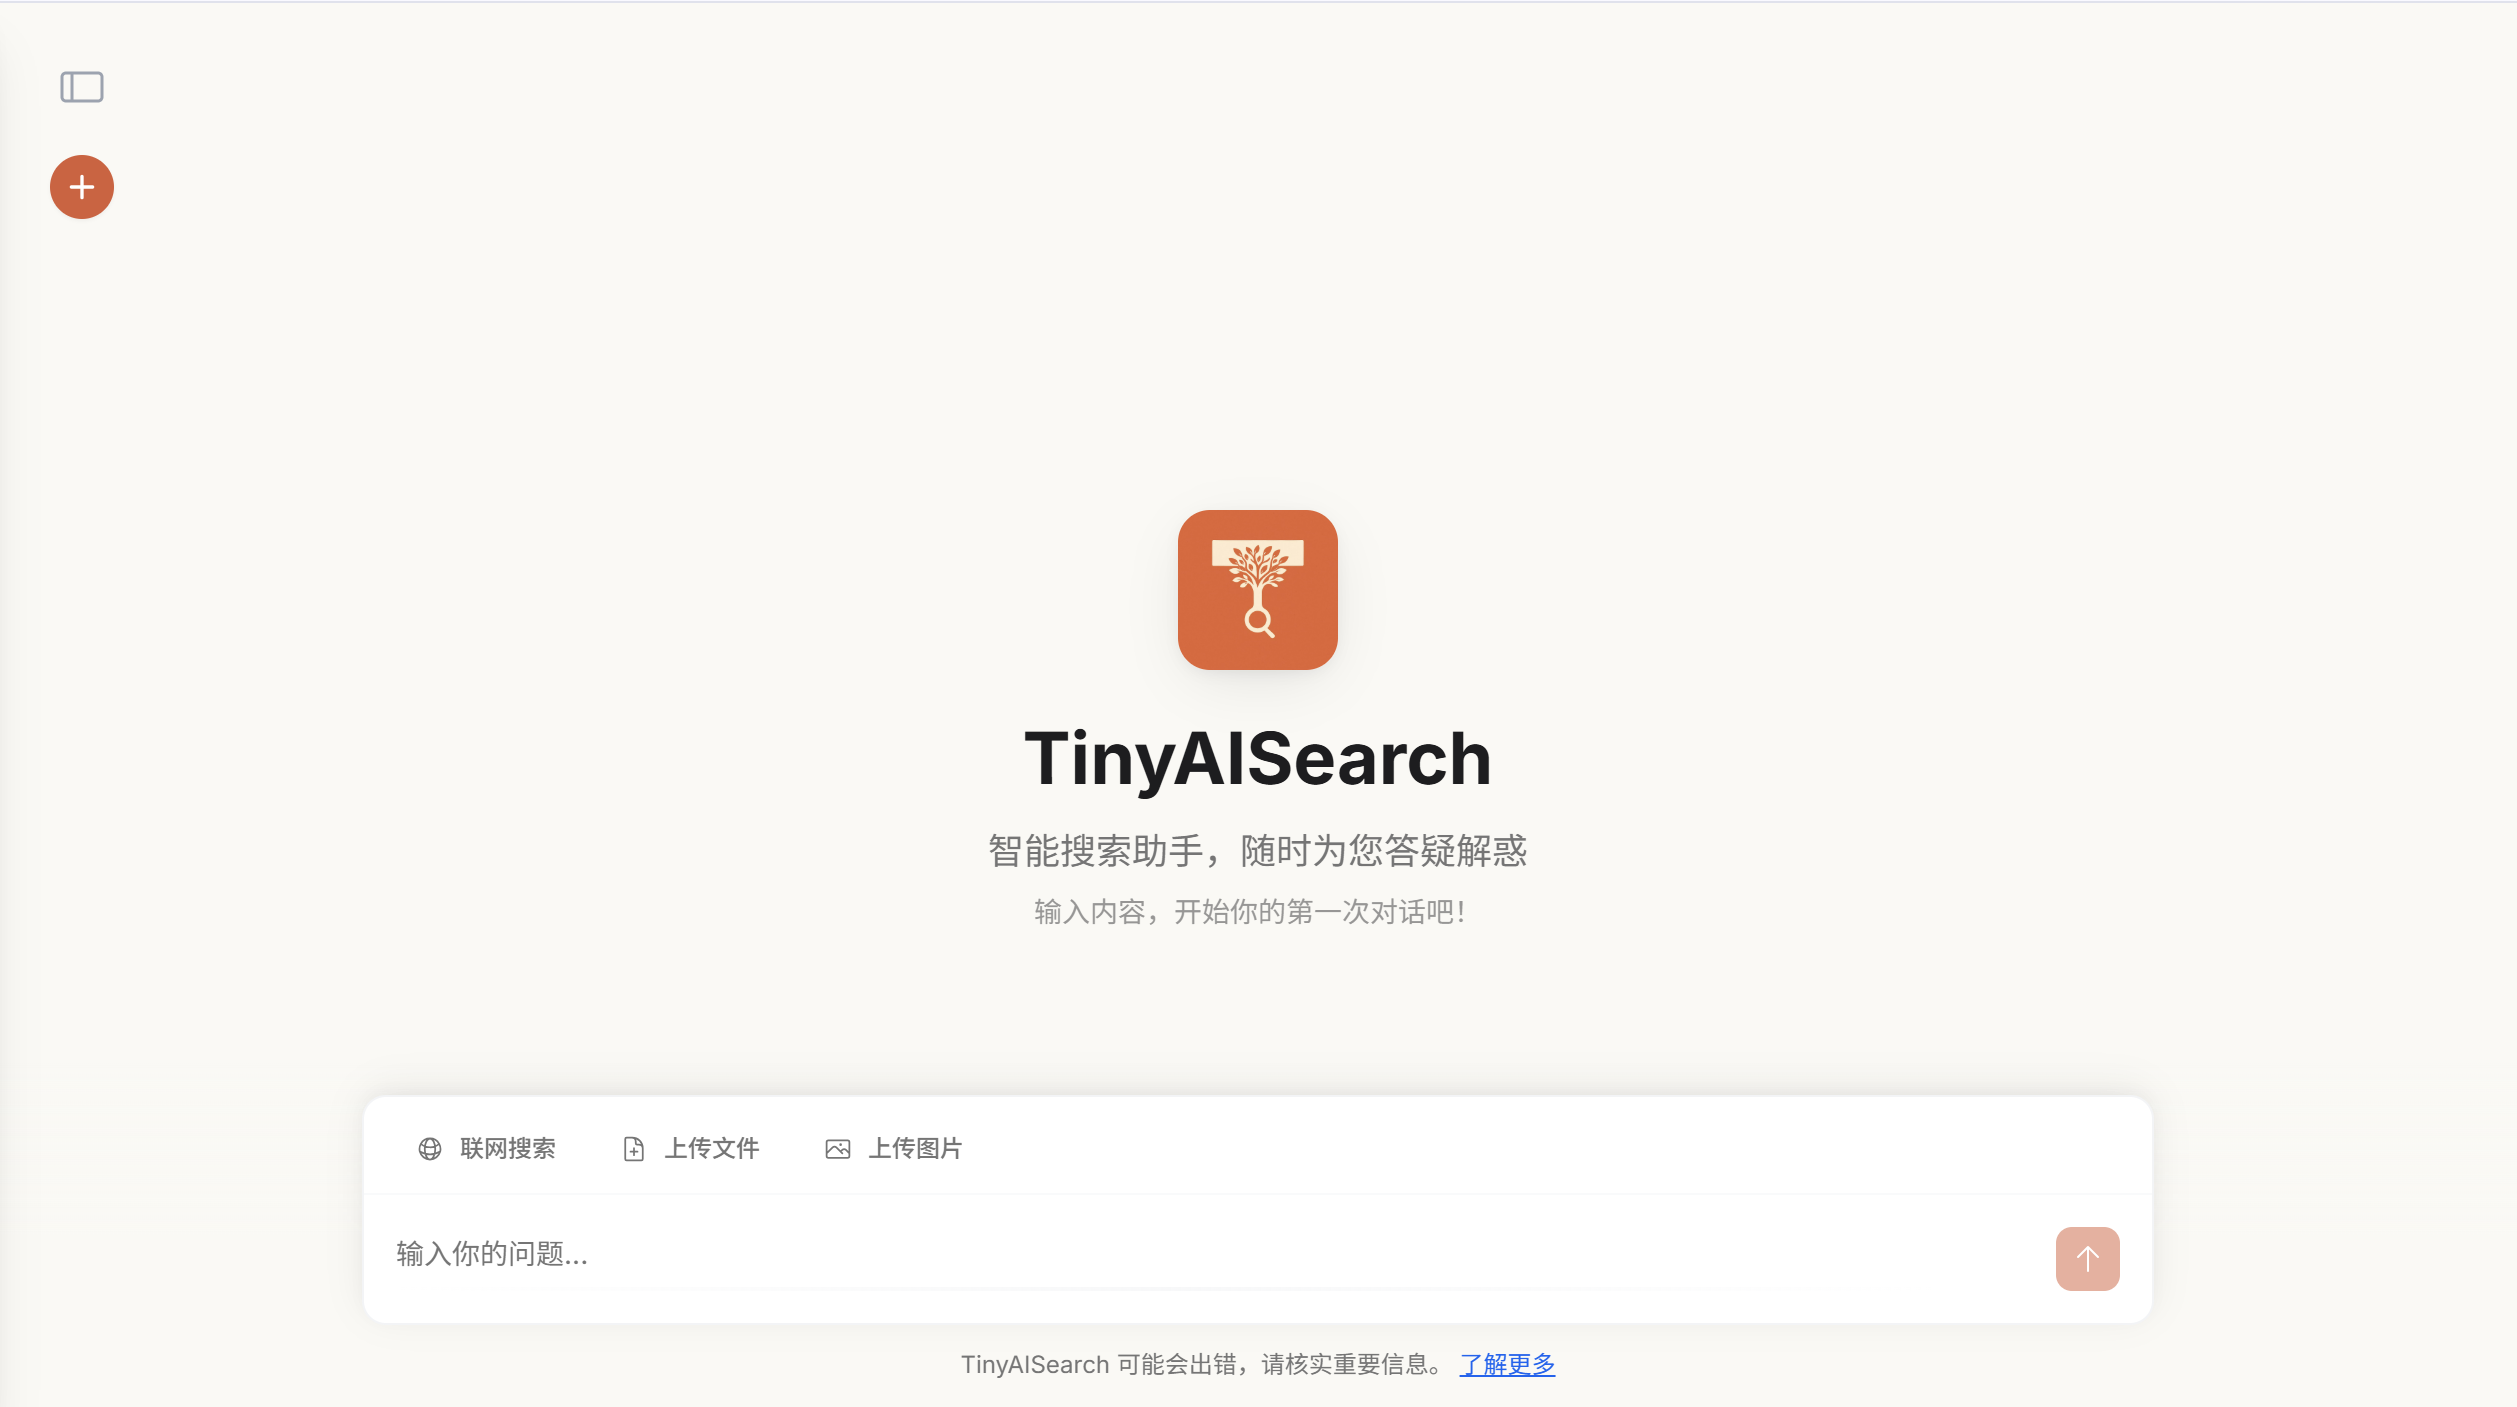 TinyAISearch
智能搜索助手，随时为您答疑解惑
输入内容，开始你的第一次对话吧！
联网搜索 上传文件 上传图片
输入你的问题...
TinyAISearch 可能会出错，请核实重要信息。 了解更多